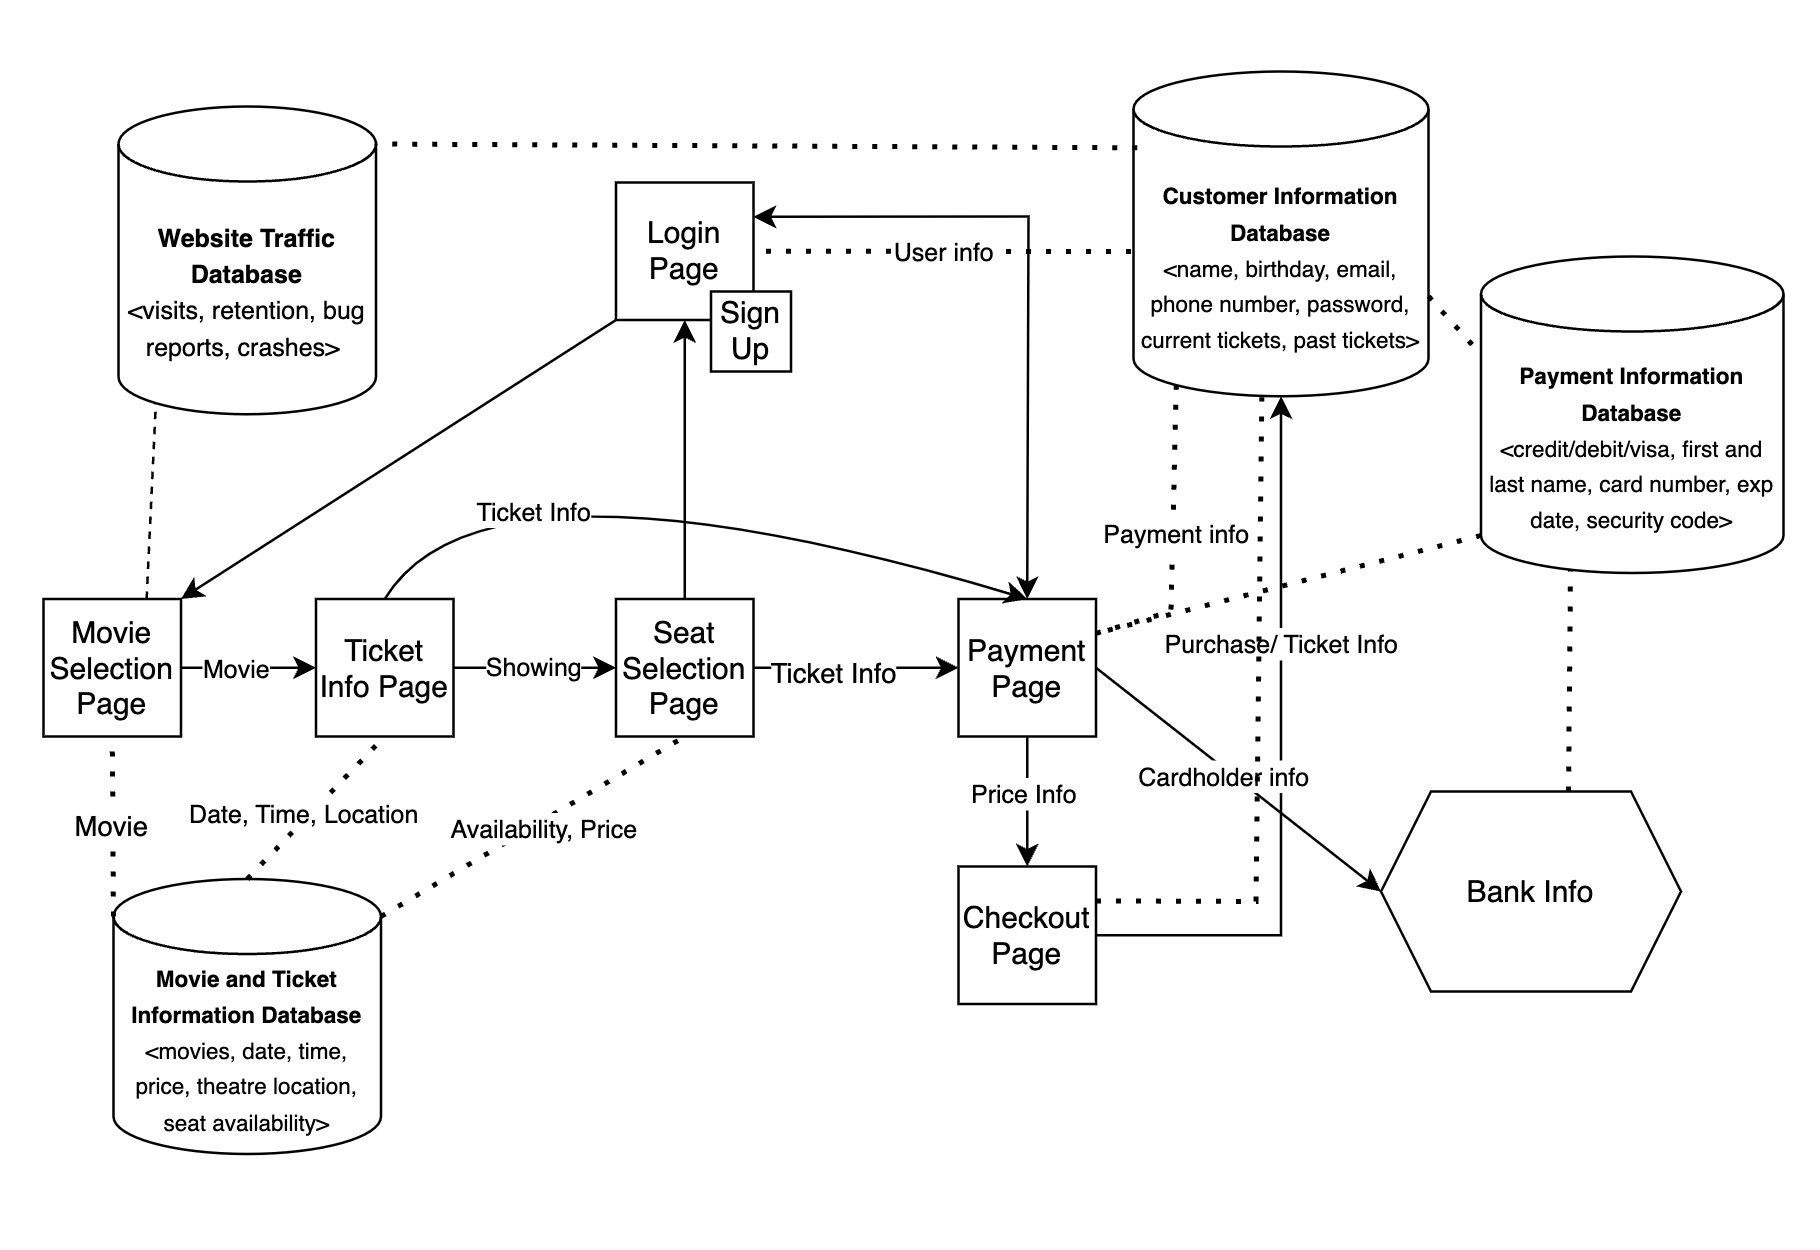 Website Traffic
Database
<visits, retention, bug
reports, crashes>
Login
Page
Sign
Up
User info
Customer Information
Database
<name, birthday, email,
phone number, password,
current tickets, past tickets>
Payment Information
Database
<credit/debit/visa, first and
last name, card number, exp
date, security code>
Ticket Info
Payment info
Movie
Selection
Page
Movie
Ticket
Info Page
Showing
Seat
Selection
Page
Ticket Info
Payment
Page
Purchase/ Ticket Info
Cardholder info
Price Info
Movie
Date, Time, Location
Availability, Price
Checkout
Page
Bank Info
Movie and Ticket
Information Database
<movies, date, time,
price, theatre location,
seat availability>